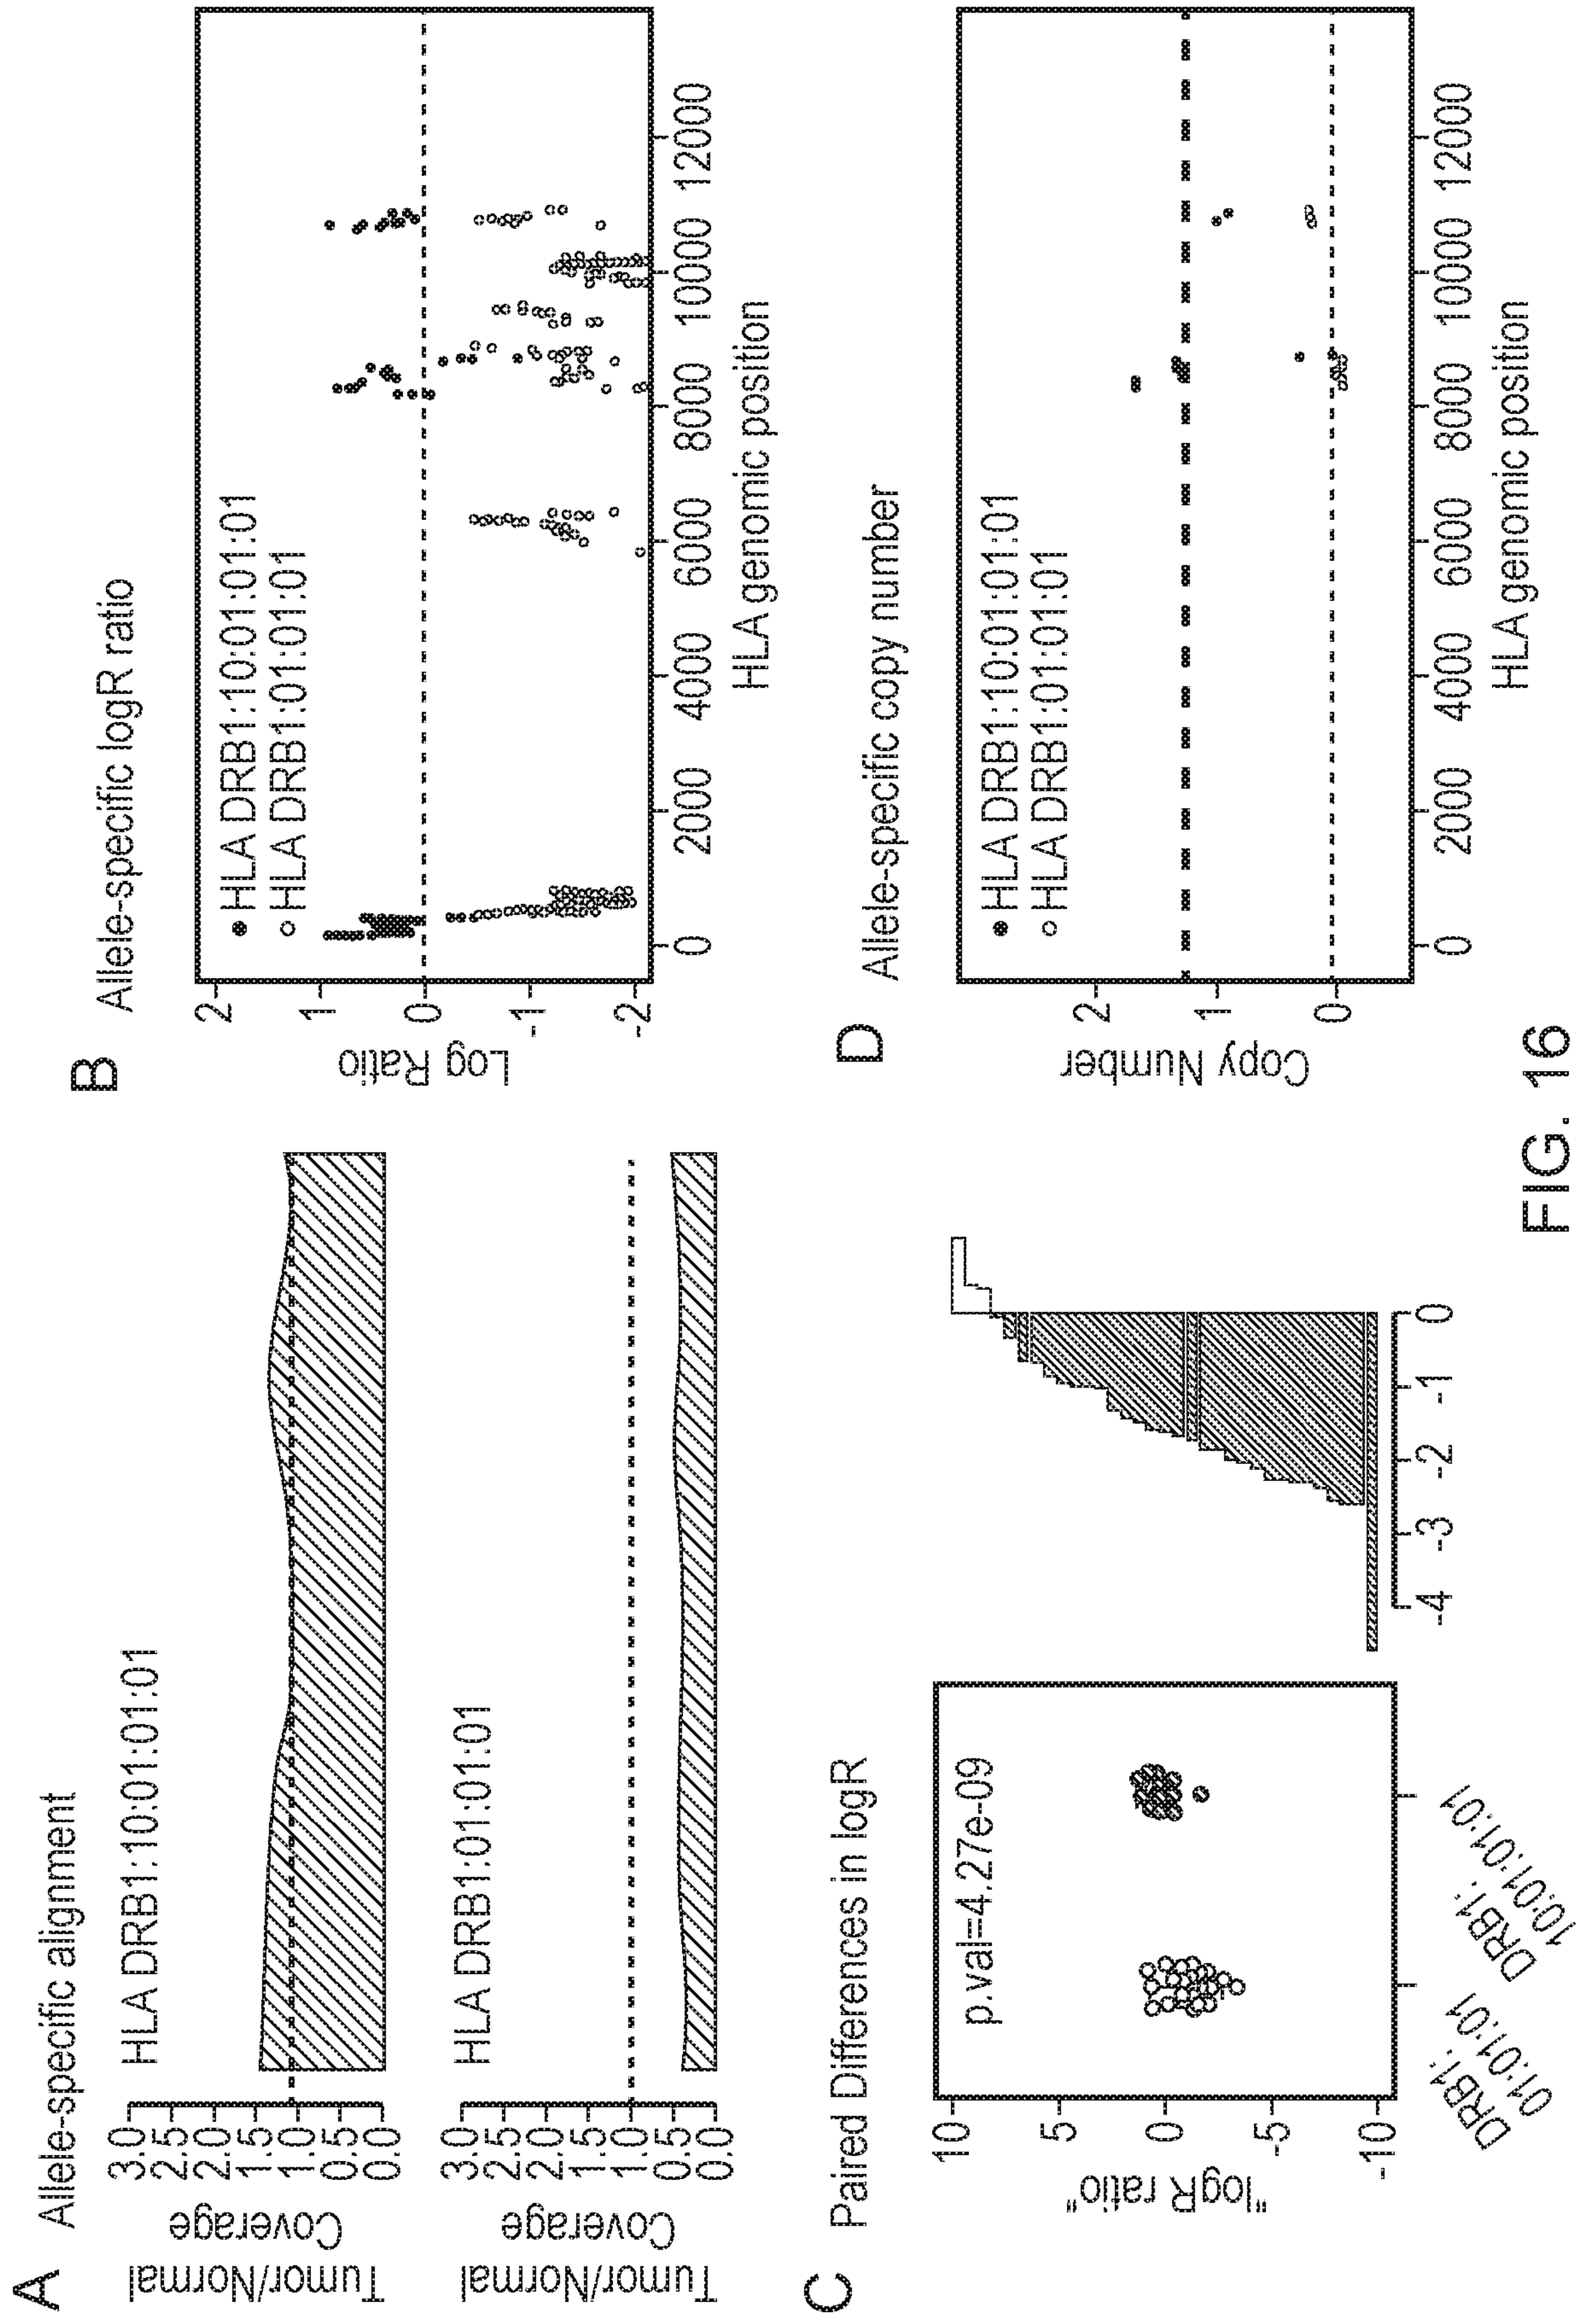 A
Allele-specific alignment
HLA DRB1:10:01:01:01
3.0
2.5
2.0
1.5
1.0
0.5
0.0
Tumor/Normal
Coverage
HLA DRB1:01:01:01
3.0
2.5
2.0
1.5
1.0
0.5
0.0
Tumor/Normal
Coverage
B
Allele-specific logR ratio
HLA DRB1:10:01:01:01
HLA DRB1:01:01:01
2
1
0
-1
-2
Log Ratio
0 2000 4000 6000 8000 10000 12000
HLA genomic position
C
Paired Differences in logR
p.val=4.27e-09
10
5
0
-5
-10
"logR ratio"
DRB1:
01:01:01
DRB1:
10:01:01:01
-4 -3 -2 -1 0
D
Allele-specific copy number
HLA DRB1:10:01:01:01
HLA DRB1:01:01:01
2
1
0
Copy Number
0 2000 4000 6000 8000 10000 12000
HLA genomic position
FIG. 16